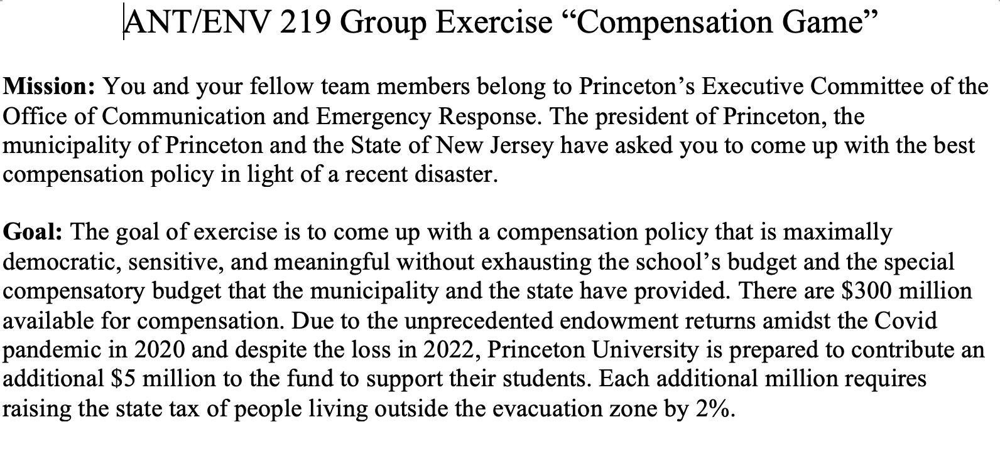 ANT/ENV 219 Group Exercise “Compensation Game”
Mission: You and your fellow team members belong to Princeton’s Executive Committee of the
Office of Communication and Emergency Response. The president of Princeton, the
municipality of Princeton and the State of New Jersey have asked you to come up with the best
compensation policy in light of a recent disaster.
Goal: The goal of exercise is to come up with a compensation policy that is maximally
democratic, sensitive, and meaningful without exhausting the school’s budget and the special
compensatory budget that the municipality and the state have provided. There are $300 million
available for compensation. Due to the unprecedented endowment returns amidst the Covid
pandemic in 2020 and despite the loss in 2022, Princeton University is prepared to contribute an
additional $5 million to the fund to support their students. Each additional million requires
raising the state tax of people living outside the evacuation zone by 2%.